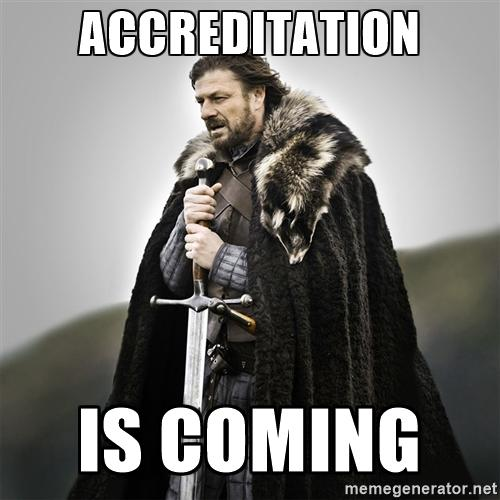 ACCREDITATION
IS COMING
memegenerator.net